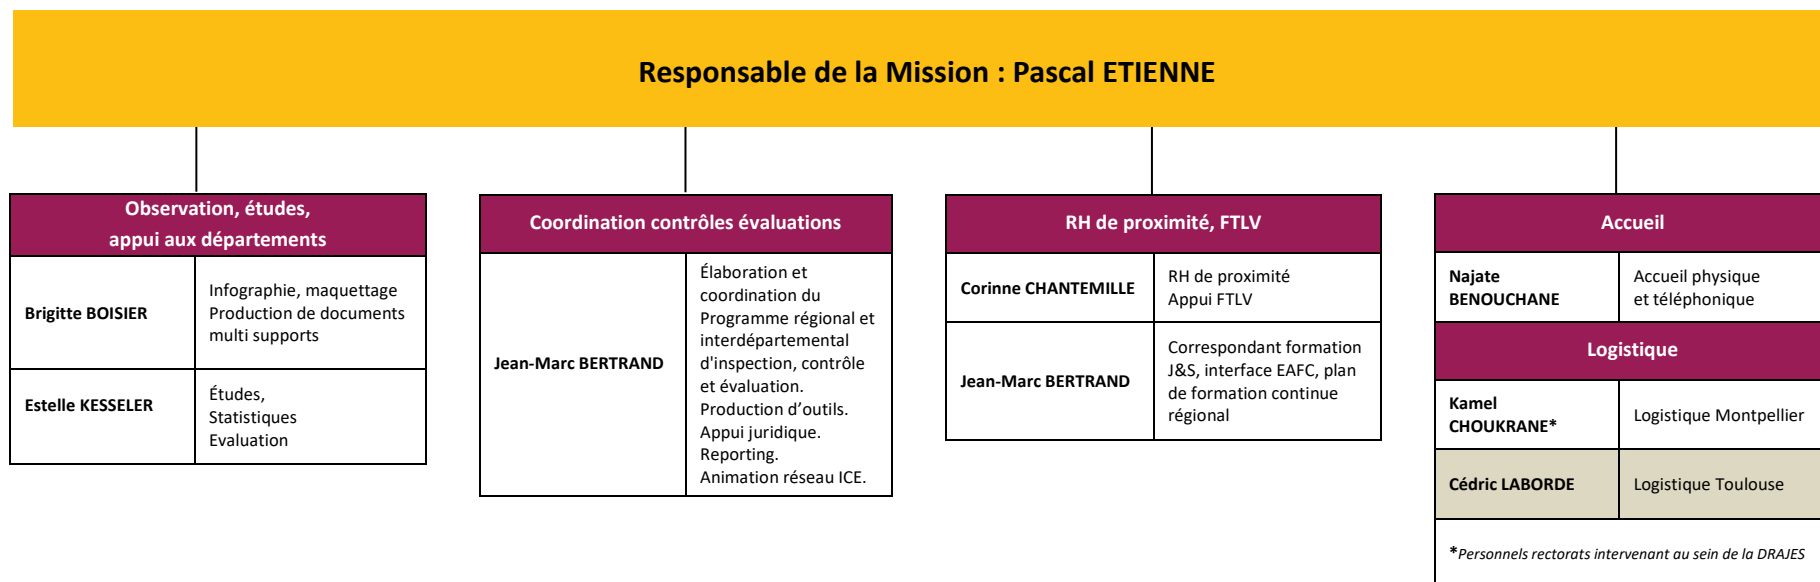 Responsable de la Mission : Pascal ETIENNE
Observation, études,
appui aux départements
Brigitte BOISIER
Infographie, maquettage
Production de documents
multi supports
Estelle KESSELER
Études,
Statistiques
Evaluation
Coordination contrôles évaluations
Jean-Marc BERTRAND
Élaboration et
coordination du
Programme régional et
interdépartemental
d'inspection, contrôle
et évaluation.
Production d’outils.
Appui juridique.
Reporting.
Animation réseau ICE.
RH de proximité, FTLV
Corinne CHANTEMILLE
RH de proximité
Appui FTLV
Jean-Marc BERTRAND
Correspondant formation
J&S, interface EAFC, plan
de formation continue
régional
Accueil
Najate
BENOUCHANE
Accueil physique
et téléphonique
Logistique
Kamel
CHOUKRANE*
Logistique Montpellier
Cédric LABORDE
Logistique Toulouse
*Personnels rectorats intervenant au sein de la DRAJES